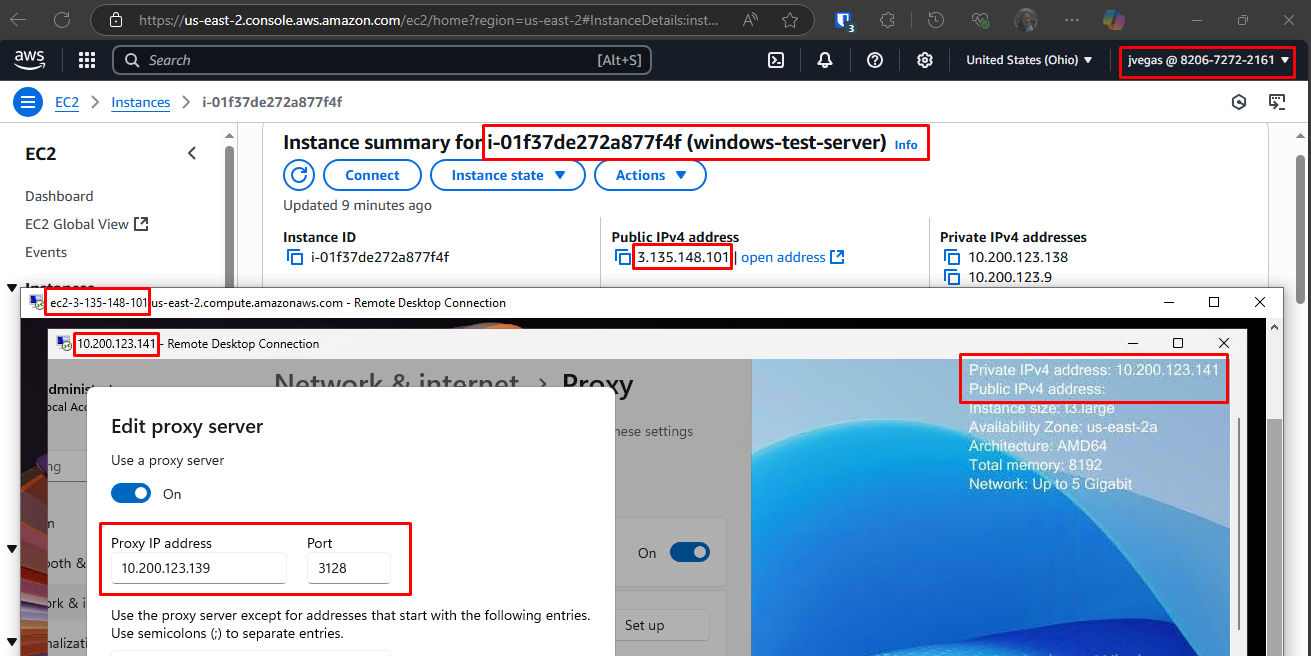 https://us-east-2.console.aws.amazon.com/ec2/home?region=us-east-2#InstanceDetails:inst...
3
aws
Search
[Alt+S]
United States (Ohio)
jvegas @ 8206-7272-2161
EC2
Instances
i-01f37de272a877f4f
EC2
Dashboard
EC2 Global View
Events
Instances
Instance summary for i-01f37de272a877f4f (windows-test-server) Info
Connect
Instance state
Actions
Updated 9 minutes ago
Instance ID
i-01f37de272a877f4f
Public IPv4 address
3.135.148.101 | open address
Private IPv4 addresses
10.200.123.138
10.200.123.9
ec2-3-135-148-101.us-east-2.compute.amazonaws.com - Remote Desktop Connection
10.200.123.141 - Remote Desktop Connection
Network & internet > Proxy
these settings
On
Set up
Edit proxy server
Use a proxy server
On
Proxy IP address
Port
10.200.123.139
3128
Use the proxy server except for addresses that start with the following entries.
Use semicolons (;) to separate entries.
Private IPv4 address: 10.200.123.141
Public IPv4 address:
Instance size: t3.large
Availability Zone: us-east-2a
Architecture: AMD64
Total memory: 8192
Network: Up to 5 Gigabit